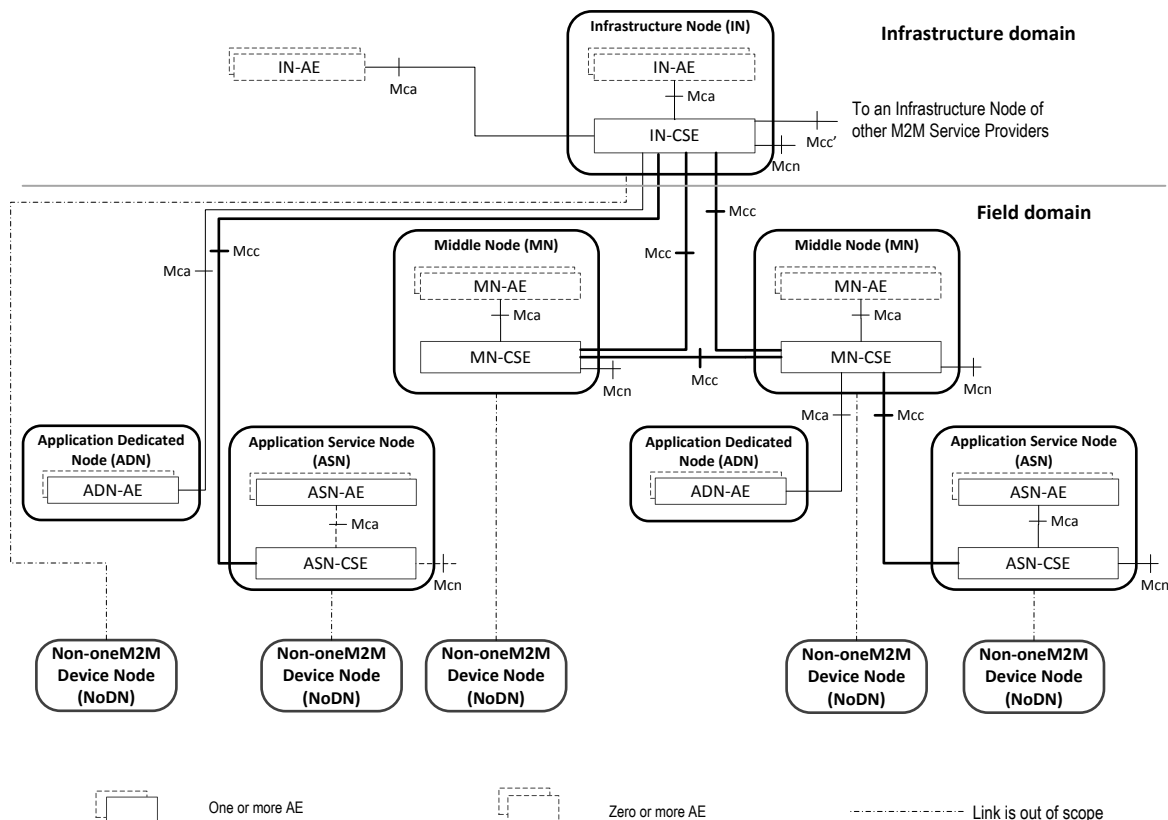 Infrastructure Node (IN)
Infrastructure domain
IN-AE
IN-AE
Mca
Mca
To an Infrastructure Node of
other M2M Service Providers
IN-CSE
Mcc'
Mcn
Field domain
Mcc
Mcc
Mca
Mcc
Middle Node (MN)
MN-AE
Mca
MN-CSE
Mcn
Mcc
Middle Node (MN)
MN-AE
Mca
MN-CSE
Mcn
Mca
Mcc
Application Dedicated
Node (ADN)
ADN-AE
Application Service Node
(ASN)
ASN-AE
Mca
ASN-CSE
Mcn
Application Dedicated
Node (ADN)
ADN-AE
Application Service Node
(ASN)
ASN-AE
Mca
ASN-CSE
Mcn
Non-oneM2M
Device Node
(NoDN)
Non-oneM2M
Device Node
(NoDN)
Non-oneM2M
Device Node
(NoDN)
Non-oneM2M
Device Node
(NoDN)
Non-oneM2M
Device Node
(NoDN)
One or more AE
Zero or more AE
Link is out of scope